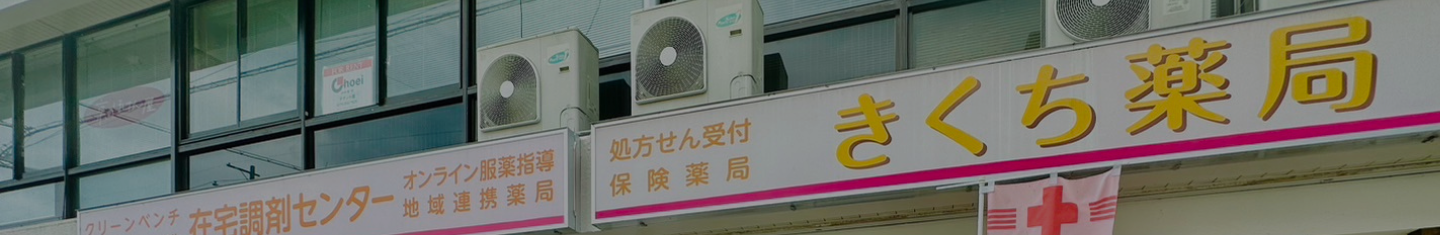 Choei
クリーンベンチ
在宅調剤センター
オンライン服薬指導
地域連携薬局
処方せん受付
保険薬局
きくち薬局